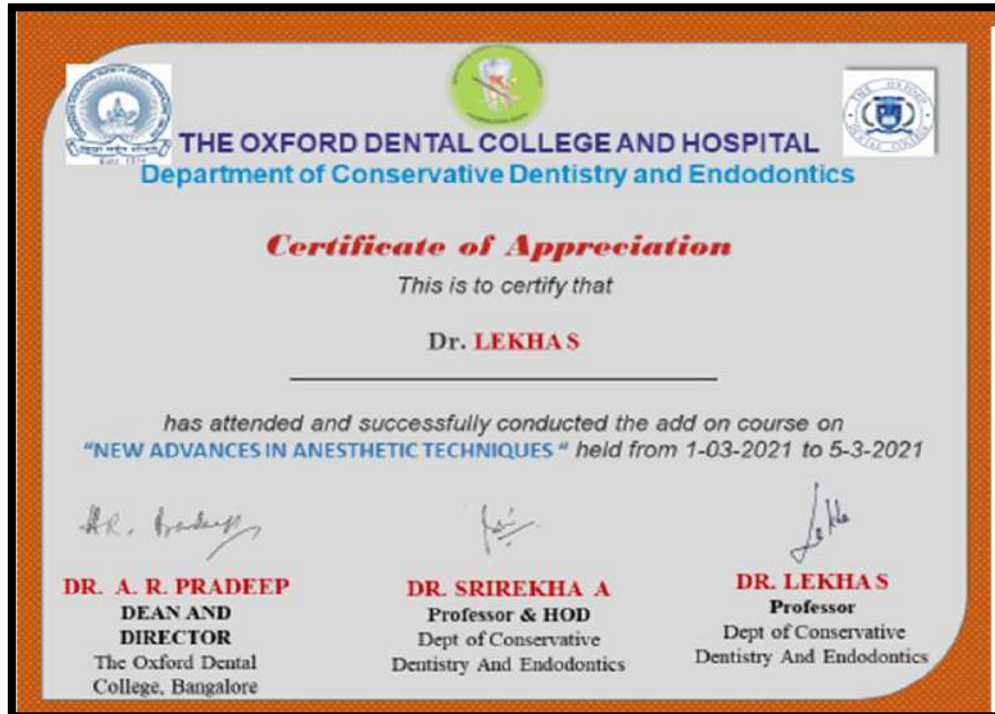 THE OXFORD DENTAL COLLEGE AND HOSPITAL
Department of Conservative Dentistry and Endodontics
Certificate of Appreciation
This is to certify that
Dr. LEKHA S
has attended and successfully conducted the add on course on
"NEW ADVANCES IN ANESTHETIC TECHNIQUES " held from 1-03-2021 to 5-3-2021
DR. A. R. PRADEEP
DEAN AND
DIRECTOR
The Oxford Dental
College, Bangalore
DR. SRIREKHA A
Professor & HOD
Dept of Conservative
Dentistry And Endodontics
Lekha
DR. LEKHA S
Professor
Dept of Conservative
Dentistry And Endodontics